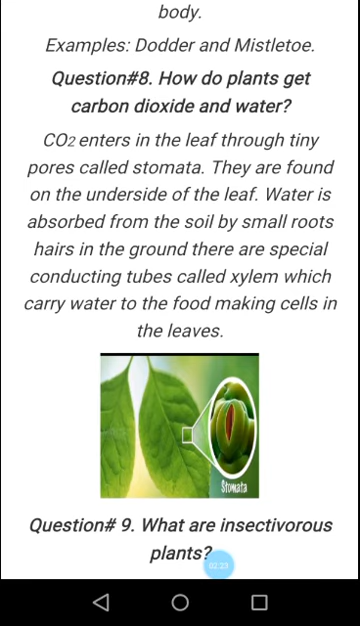 body.
Examples: Dodder and Mistletoe.
Question#8. How do plants get
carbon dioxide and water?
CO2 enters in the leaf through tiny
pores called stomata. They are found
on the underside of the leaf. Water is
absorbed from the soil by small roots
hairs in the ground there are special
conducting tubes called xylem which
carry water to the food making cells in
the leaves.
Stomata
Question# 9. What are insectivorous
plants?
02:23